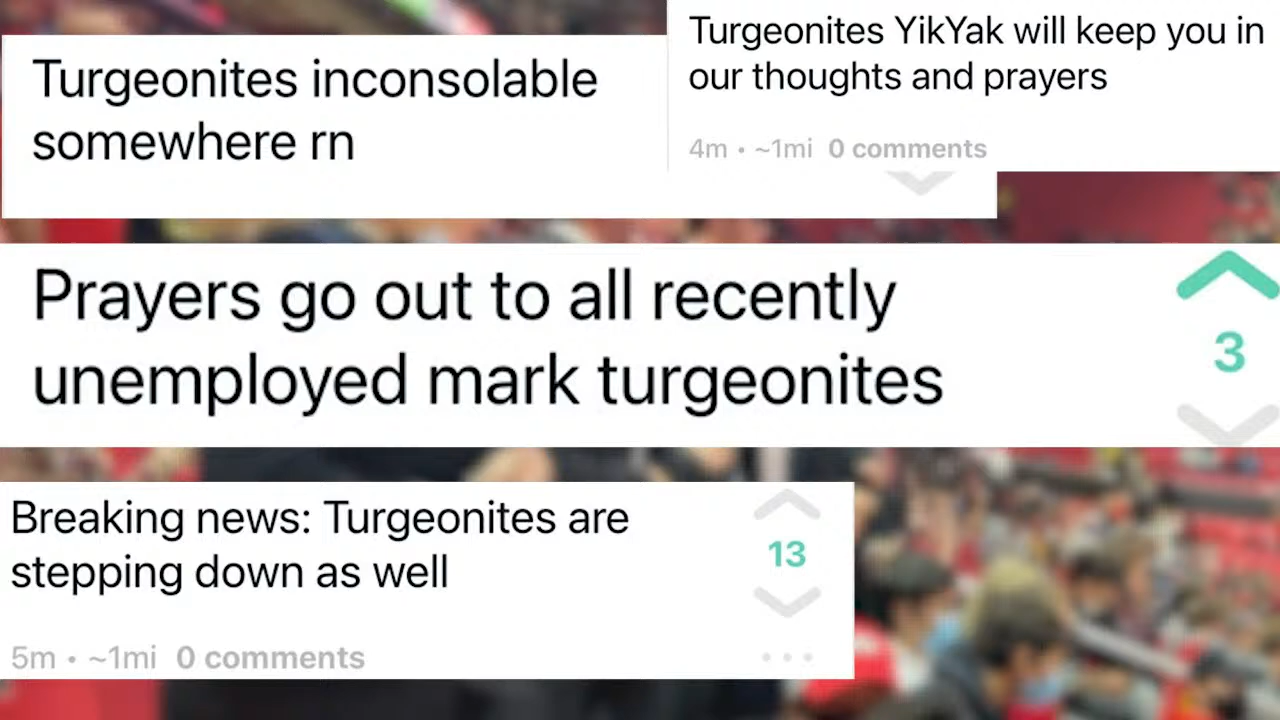 Turgeonites inconsolable
somewhere rn
Turgeonites YikYak will keep you in
our thoughts and prayers
4m • ~1mi 0 comments
Prayers go out to all recently
unemployed mark turgeonites
3
Breaking news: Turgeonites are
stepping down as well
13
5m • ~1mi 0 comments